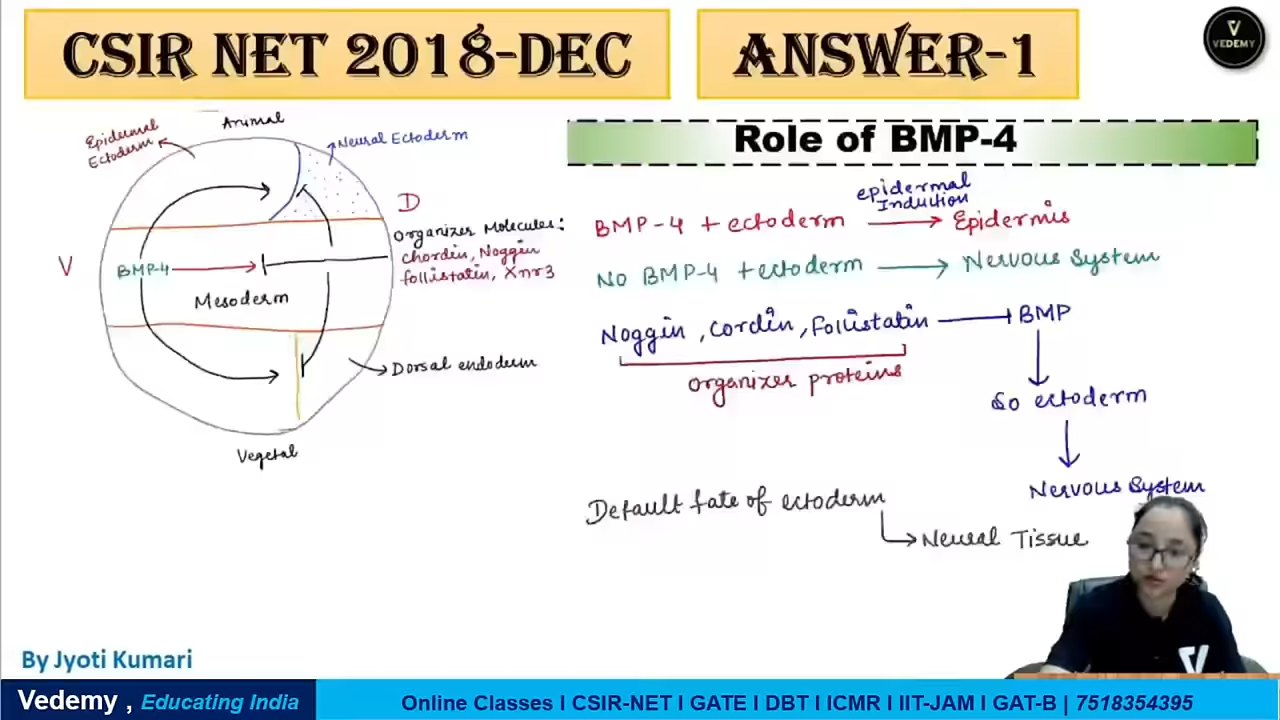 CSIR NET 2018-DEC
ANSWER-1
V
VEDEMY
Animal
Epidermal
Ectoderm
Neural Ectoderm
D
Organizer Molecules:
chordin, Noggin
follistatin, Xnr3
V
BMP-4
Mesoderm
Dorsal endoderm
Vegetal
Role of BMP-4
epidermal
Induction
BMP-4 + ectoderm Epidermis
No BMP-4 + ectoderm Nervous System
Noggin, Cordin, Follistatin BMP
organizer proteins
So ectoderm
Nervous System
Default fate of ectoderm
Neural Tissue
By Jyoti Kumari
Vedemy , Educating India
Online Classes I CSIR-NET I GATE I DBT I ICMR I IIT-JAM I GAT-B | 7518354395